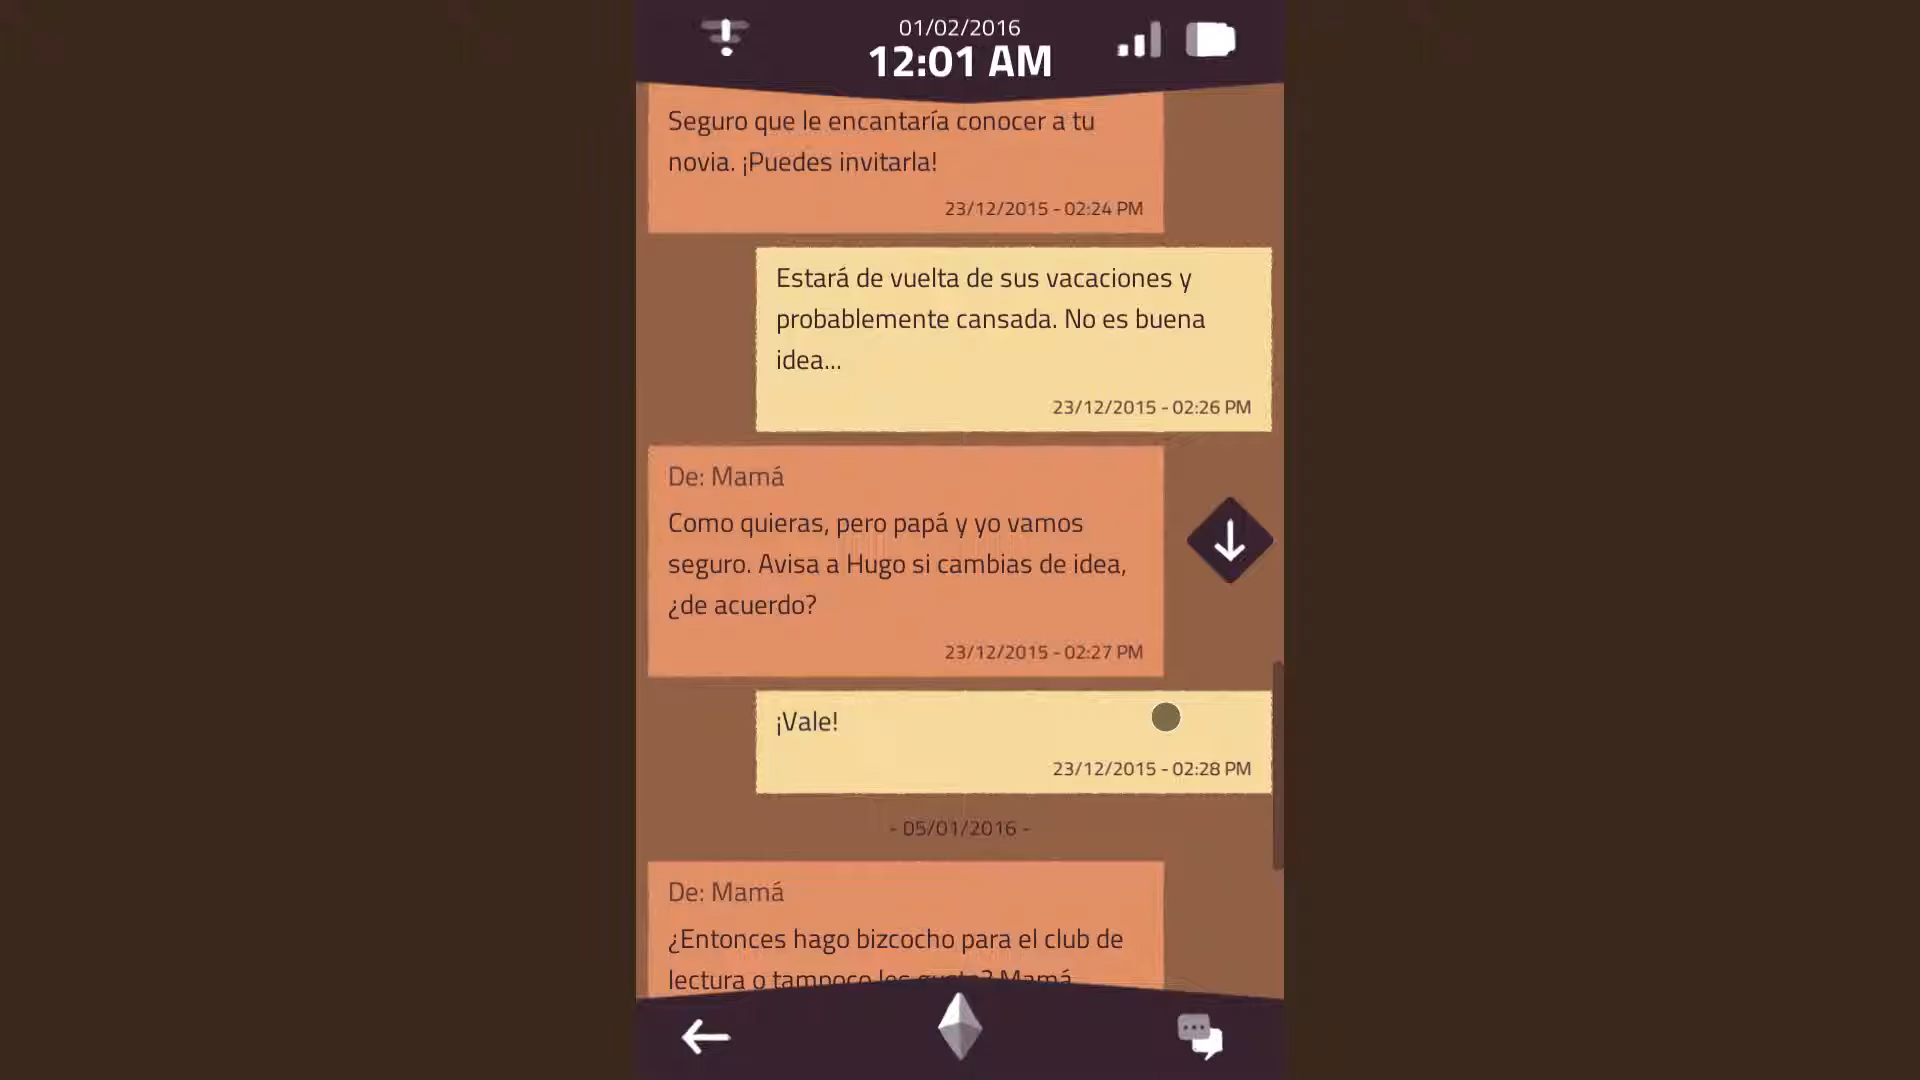 01/02/2016
12:01 AM
Seguro que le encantaría conocer a tu
novia. ¡Puedes invitarla!
23/12/2015 - 02:24 PM
Estará de vuelta de sus vacaciones y
probablemente cansada. No es buena
idea...
23/12/2015 - 02:26 PM
De: Mamá
Como quieras, pero papá y yo vamos
seguro. Avisa a Hugo si cambias de idea,
¿de acuerdo?
23/12/2015 - 02:27 PM
¡Vale!
23/12/2015 - 02:28 PM
- 05/01/2016 -
De: Mamá
¿Entonces hago bizcocho para el club de
lectura o tampoco les gusta? Mamá